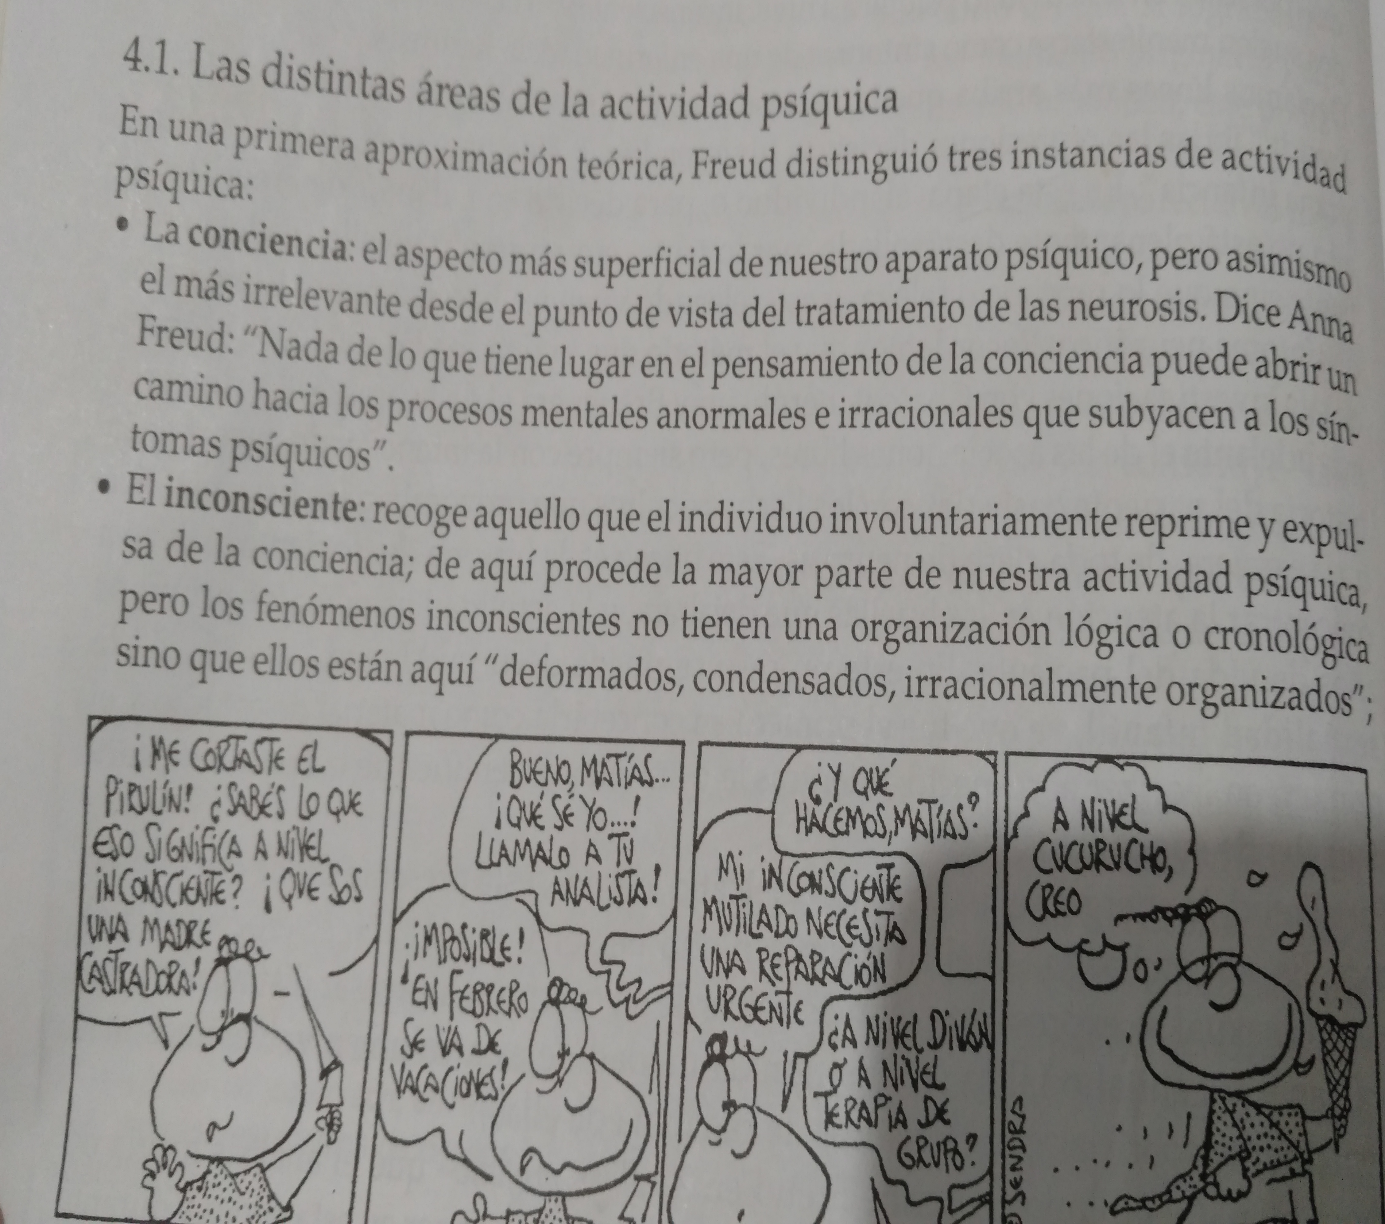 4.1. Las distintas áreas de la actividad psíquica
En una primera aproximación teórica, Freud distinguió tres instancias de actividad
psíquica:
• La conciencia: el aspecto más superficial de nuestro aparato psíquico, pero asimismo
el más irrelevante desde el punto de vista del tratamiento de las neurosis. Dice Anna
Freud: “Nada de lo que tiene lugar en el pensamiento de la conciencia puede abrir un
camino hacia los procesos mentales anormales e irracionales que subyacen a los sín-
tomas psíquicos”.
• El inconsciente: recoge aquello que el individuo involuntariamente reprime y expul-
sa de la conciencia; de aquí procede la mayor parte de nuestra actividad psíquica,
pero los fenómenos inconscientes no tienen una organización lógica o cronológica
sino que ellos están aquí “deformados, condensados, irracionalmente organizados”;
¡ME CORTASTE EL
PIRULÍN! ¿SABÉS LO QUE
ESO SIGNIFICA A NIVEL
INCONSCIENTE? ¡QUE SOS
UNA MADRE
CASTRADORA!
BUENO, MATÍAS...
¡QUÉ SÉ YO...!
LLAMALO A TU
ANALISTA!
¡IMPOSIBLE!
EN FEBRERO
SE VA DE
VACACIONES!
¿Y QUÉ
HACEMOS, MATÍAS?
MI INCONSCIENTE
MUTILADO NECESITA
UNA REPARACIÓN
URGENTE
¿A NIVEL DIVÁN
O A NIVEL
TERAPIA DE
GRUPO?
A NIVEL
CUCURUCHO,
CREO
SENDRA